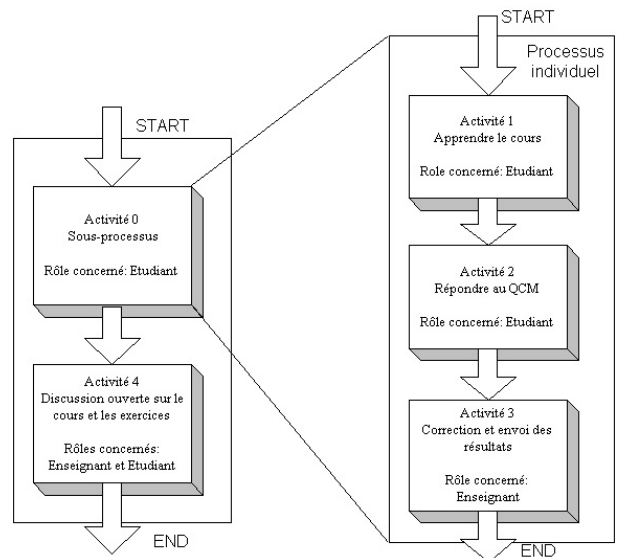 START
Activité 0
Sous-processus
Rôle concerné: Etudiant
Activité 4
Discussion ouverte sur le
cours et les exercices
Rôles concernés:
Enseignant et Etudiant
END
START
Processus
individuel
Activité 1
Apprendre le cours
Role concerné: Etudiant
Activité 2
Répondre au QCM
Rôle concerné: Etudiant
Activité 3
Correction et envoi des
résultats
Rôle concerné:
Enseignant
END